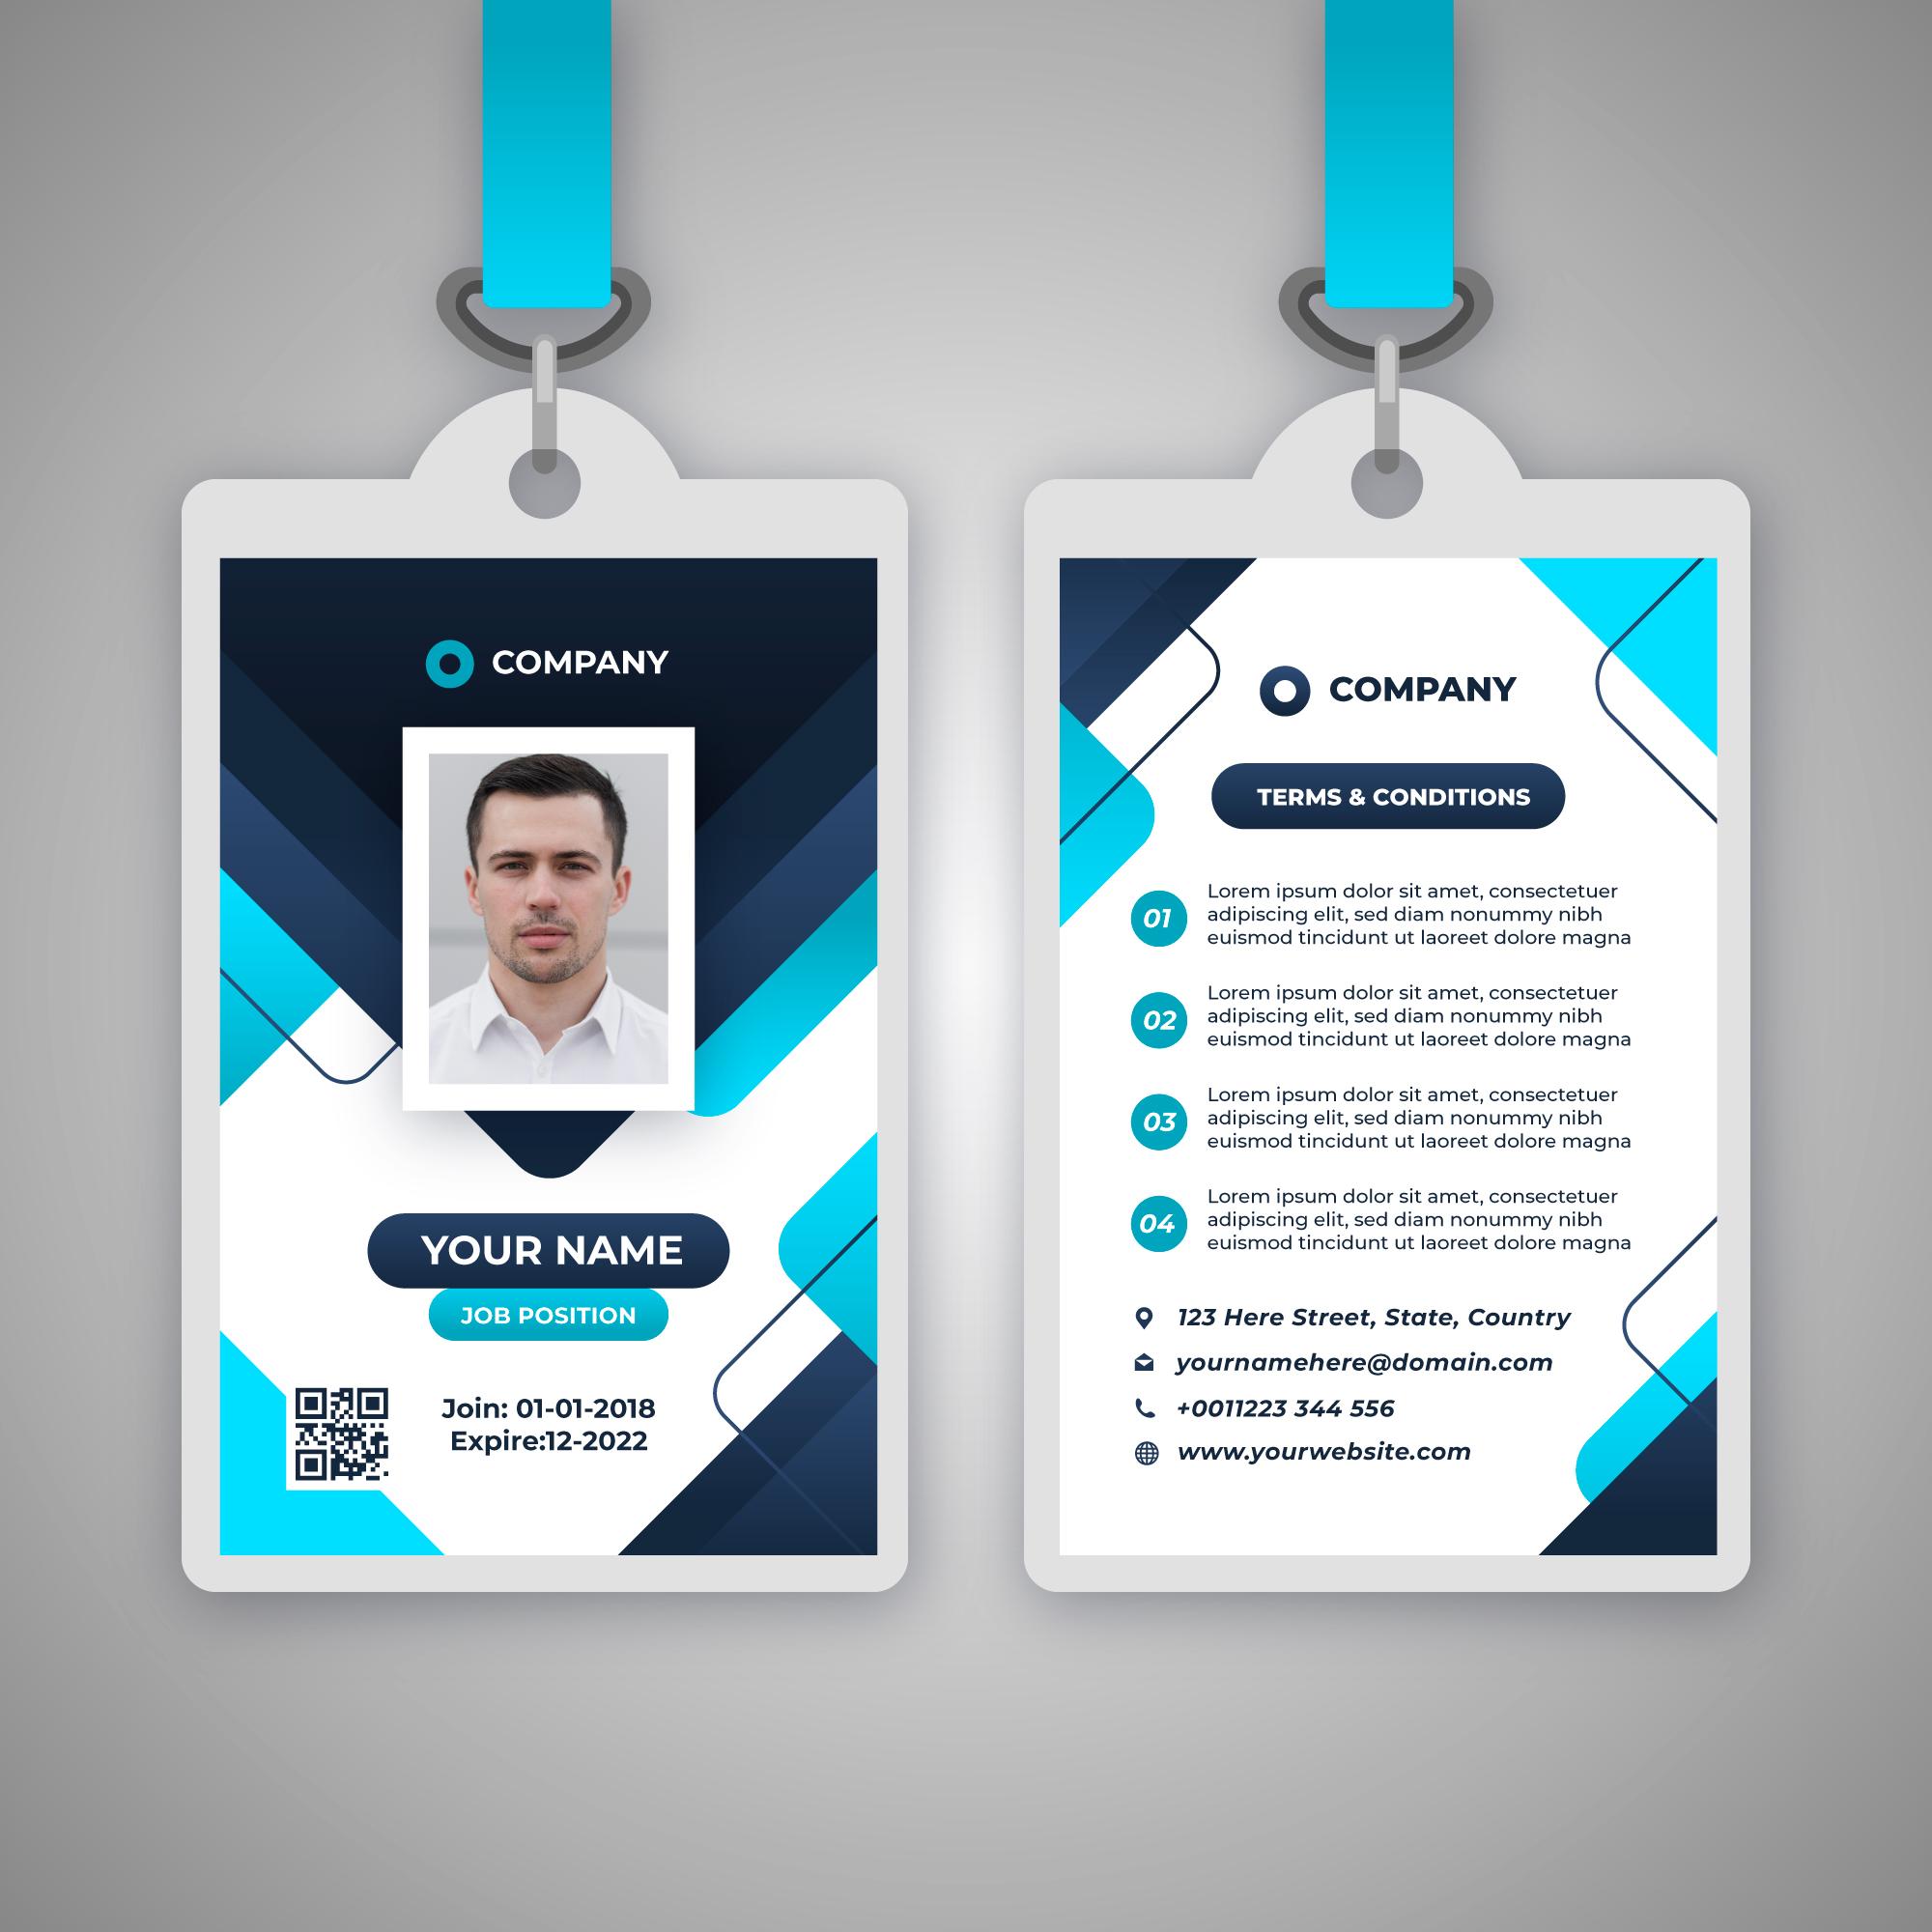 COMPANY
YOUR NAME
JOB POSITION
Join: 01-01-2018
Expire:12-2022
COMPANY
TERMS & CONDITIONS
01
Lorem ipsum dolor sit amet, consectetuer
adipiscing elit, sed diam nonummy nibh
euismod tincidunt ut laoreet dolore magna
02
Lorem ipsum dolor sit amet, consectetuer
adipiscing elit, sed diam nonummy nibh
euismod tincidunt ut laoreet dolore magna
03
Lorem ipsum dolor sit amet, consectetuer
adipiscing elit, sed diam nonummy nibh
euismod tincidunt ut laoreet dolore magna
04
Lorem ipsum dolor sit amet, consectetuer
adipiscing elit, sed diam nonummy nibh
euismod tincidunt ut laoreet dolore magna
123 Here Street, State, Country
yournamehere@domain.com
+0011223 344 556
www.yourwebsite.com